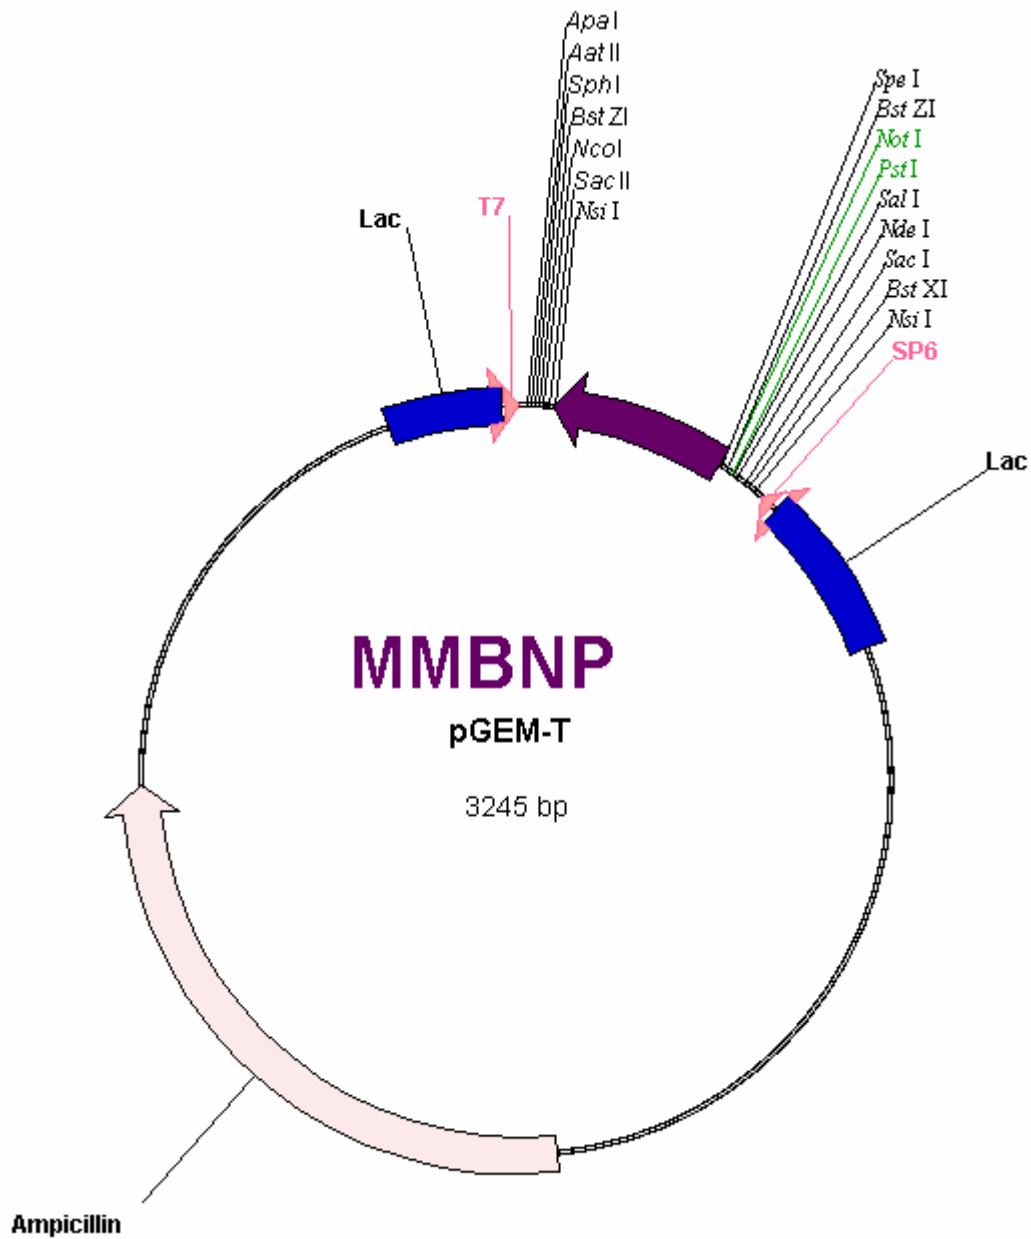 Apa I
Aat II
Sph I
Bst ZI
Nco I
Sac II
Nsi I
Spe I
Bst ZI
Not I
Pst I
Sal I
Nde I
Sac I
Bst XI
Nsi I
SP6
T7
Lac
Lac
MMBNP
pGEM-T
3245 bp
Ampicillin